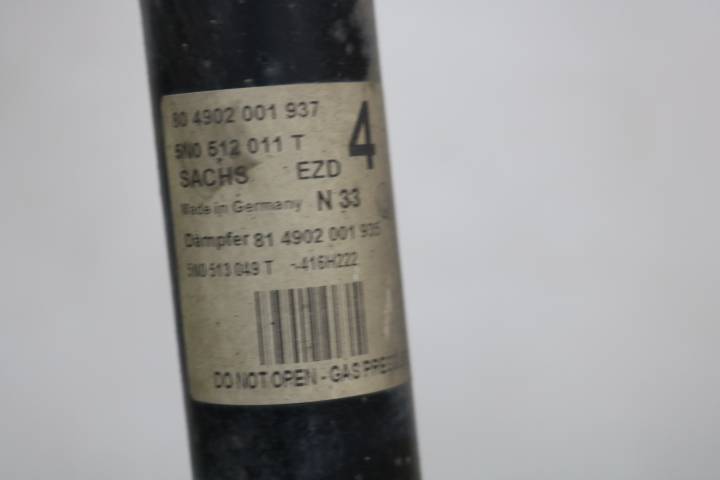 80 4902 001 937
5N0 512 011 T 4
SACHS EZD
Made in Germany N 33
Dämpfer 81 4902 001 935
5N0 513 049 T -416H222
DO NOT OPEN - GAS